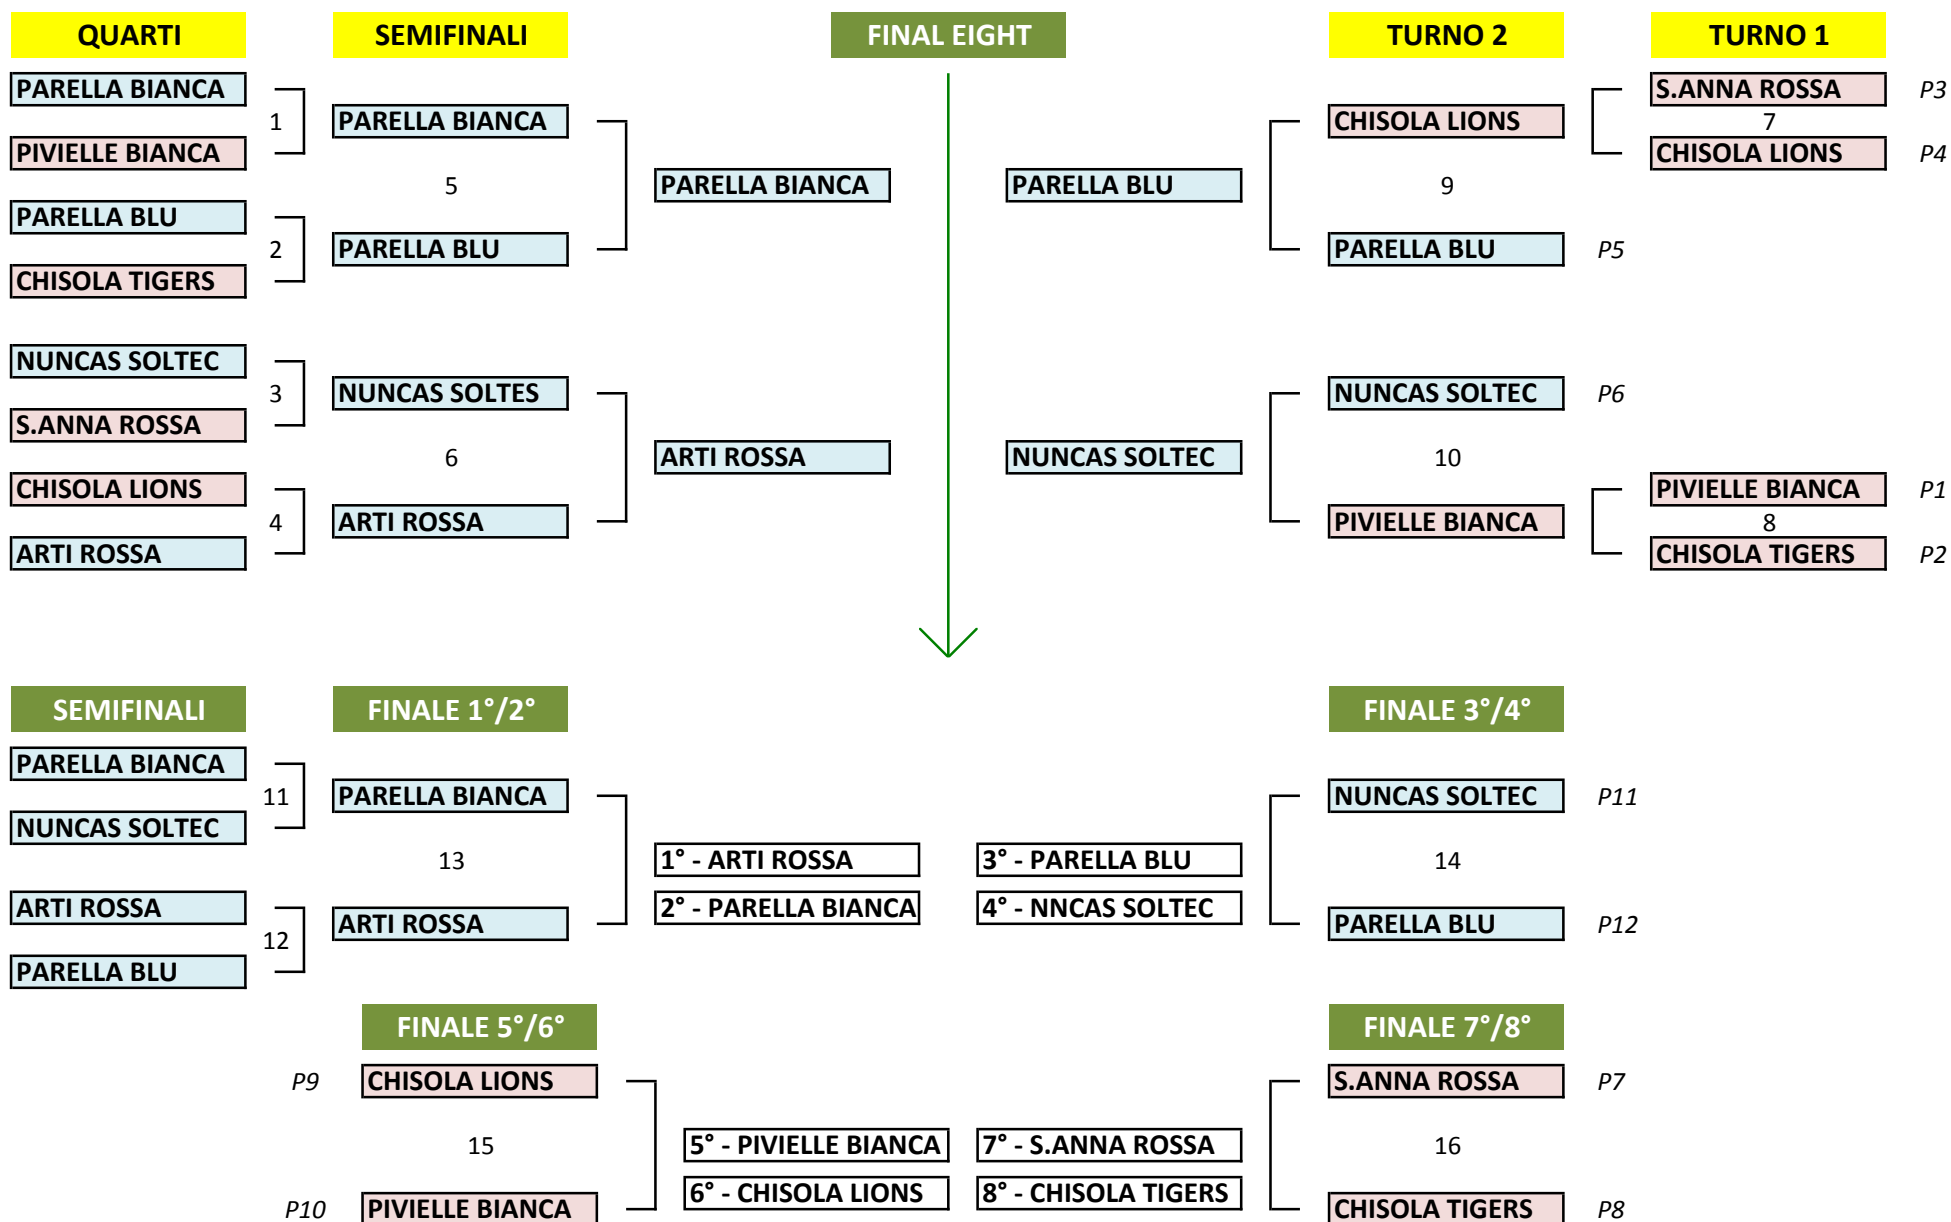 QUARTI SEMIFINALI FINAL EIGHT TURNO 2 TURNO 1
PARELLA BIANCA S.ANNA ROSSA P3
1 PARELLA BIANCA CHISOLA LIONS 7
PIVIELLE BIANCA CHISOLA LIONS P4
5 PARELLA BIANCA PARELLA BLU 9
PARELLA BLU
2 PARELLA BLU PARELLA BLU P5
CHISOLA TIGERS
NUNCAS SOLTEC
3 NUNCAS SOLTES NUNCAS SOLTEC P6
S.ANNA ROSSA
6 ARTI ROSSA NUNCAS SOLTEC 10
CHISOLA LIONS PIVIELLE BIANCA P1
4 ARTI ROSSA PIVIELLE BIANCA 8
ARTI ROSSA CHISOLA TIGERS P2
SEMIFINALI FINALE 1°/2° FINALE 3°/4°
PARELLA BIANCA
11 PARELLA BIANCA NUNCAS SOLTEC P11
NUNCAS SOLTEC
13 1° - ARTI ROSSA 3° - PARELLA BLU 14
ARTI ROSSA 2° - PARELLA BIANCA 4° - NNCAS SOLTEC
12 ARTI ROSSA PARELLA BLU P12
PARELLA BLU
FINALE 5°/6° FINALE 7°/8°
P9 CHISOLA LIONS S.ANNA ROSSA P7
15 5° - PIVIELLE BIANCA 7° - S.ANNA ROSSA 16
6° - CHISOLA LIONS 8° - CHISOLA TIGERS
P10 PIVIELLE BIANCA CHISOLA TIGERS P8